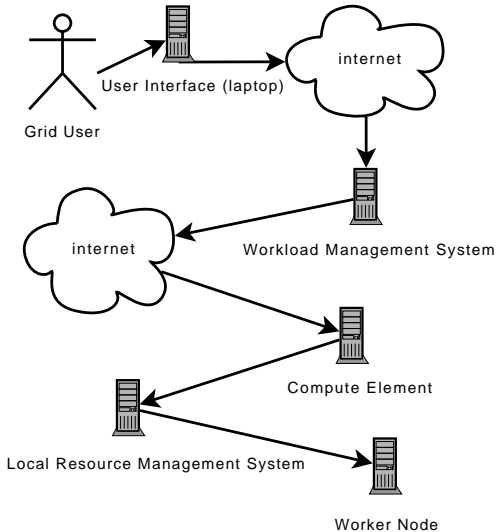 internet
User Interface (laptop)
Grid User
internet
Workload Management System
Compute Element
Local Resource Management System
Worker Node